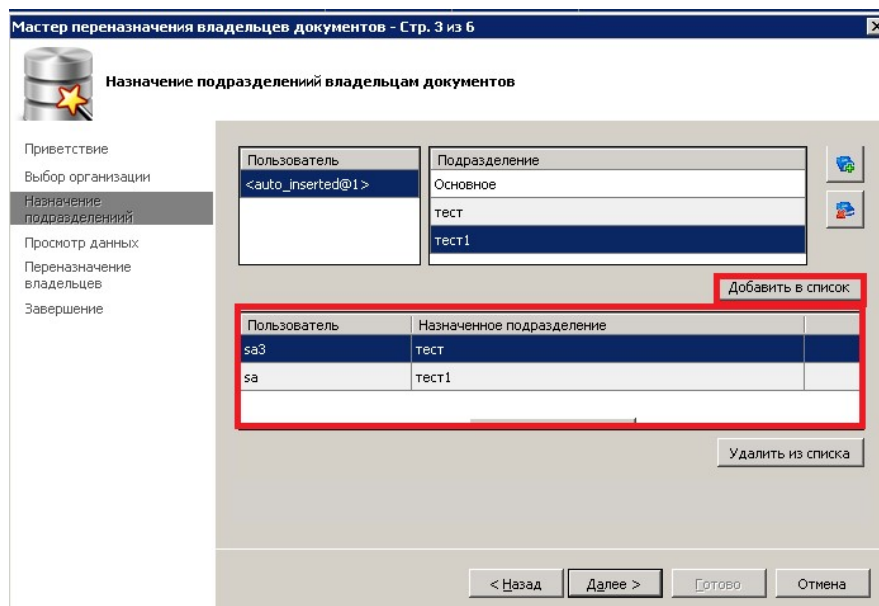 Мастер переназначения владельцев документов - Стр. 3 из 6
Назначение подразделениий владельцам документов
Приветствие
Выбор организации
Назначение
подразделениий
Просмотр данных
Переназначение
владельцев
Завершение
Пользователь
Подразделение
<auto_inserted@1>
Основное
тест
тест1
Добавить в список
Пользователь
Назначенное подразделение
sa3
тест
sa
тест1
Удалить из списка
< Назад
Далее >
Готово
Отмена